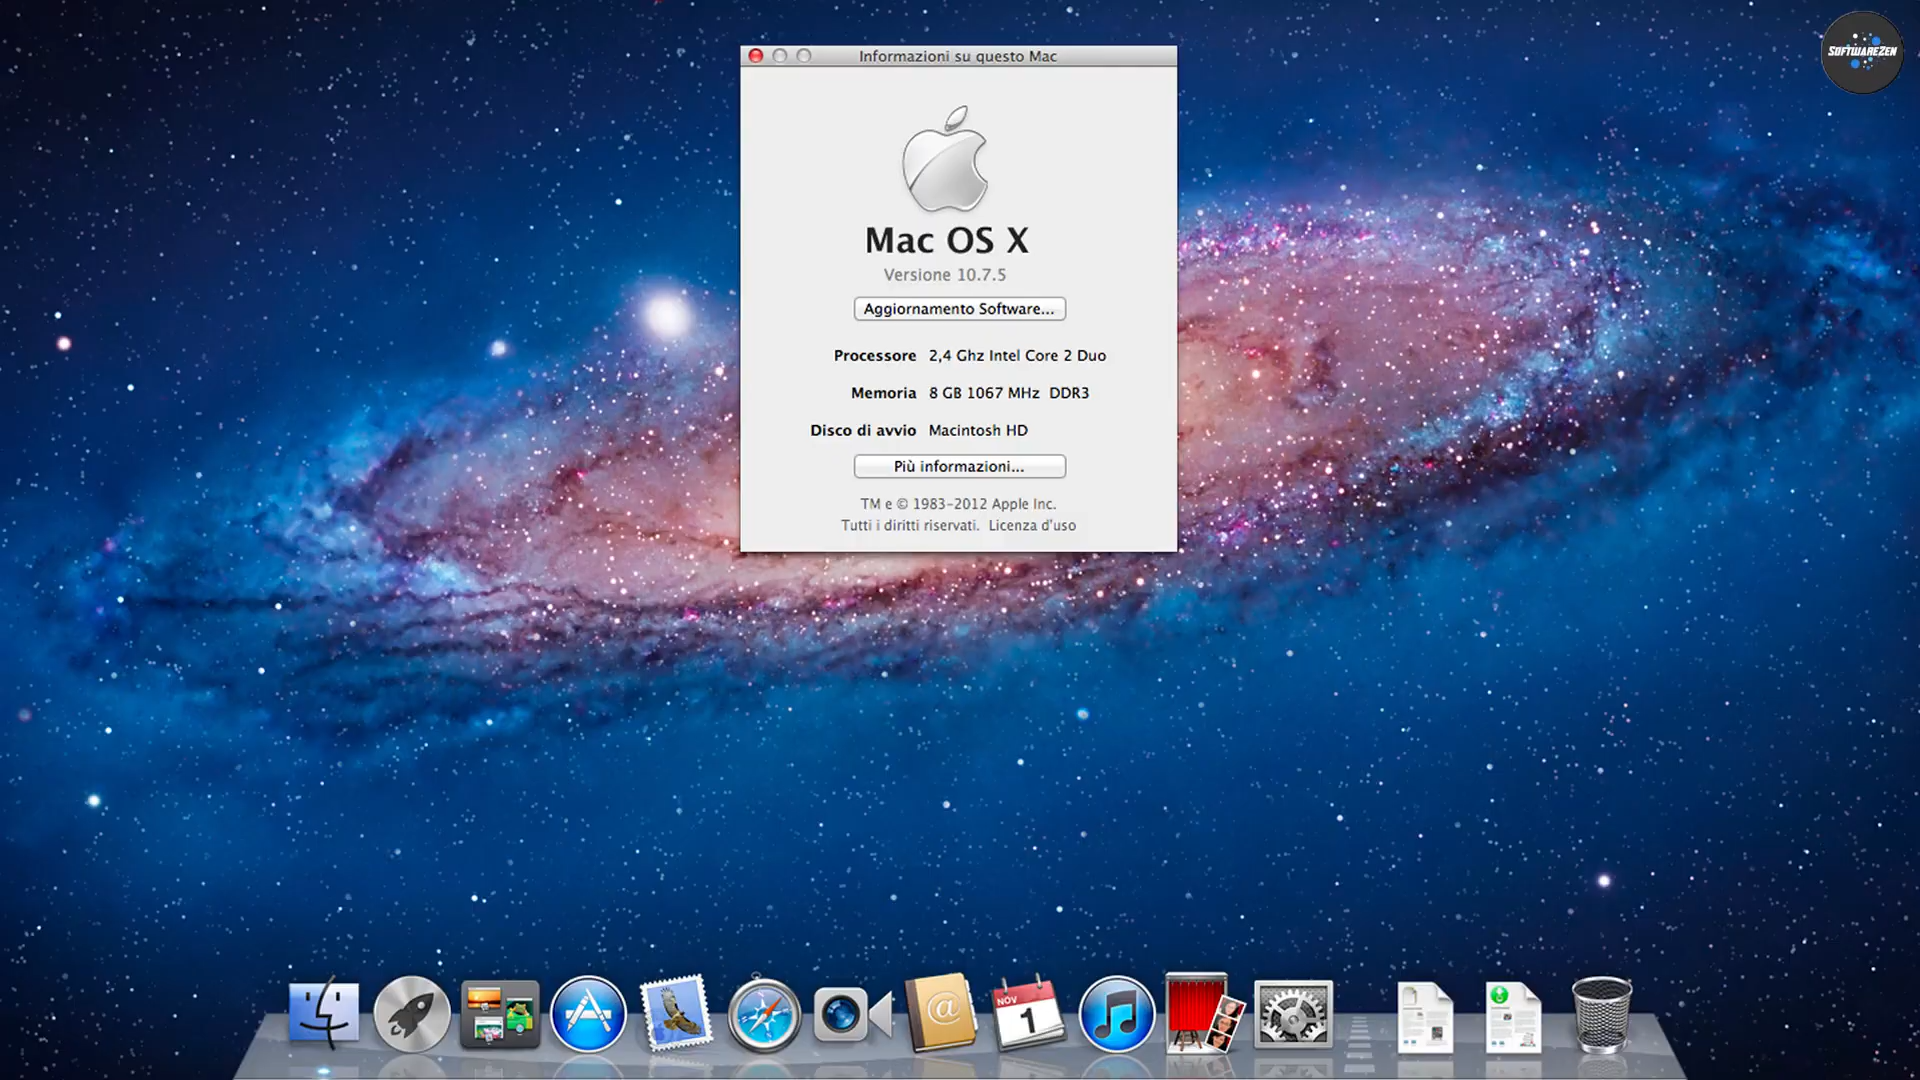 Informazioni su questo Mac
SOFTWAREZEN
Mac OS X
Versione 10.7.5
Aggiornamento Software...
Processore 2,4 Ghz Intel Core 2 Duo
Memoria 8 GB 1067 MHz DDR3
Disco di avvio Macintosh HD
Più informazioni...
TM e © 1983-2012 Apple Inc.
Tutti i diritti riservati. Licenza d'uso
@
NOV
1